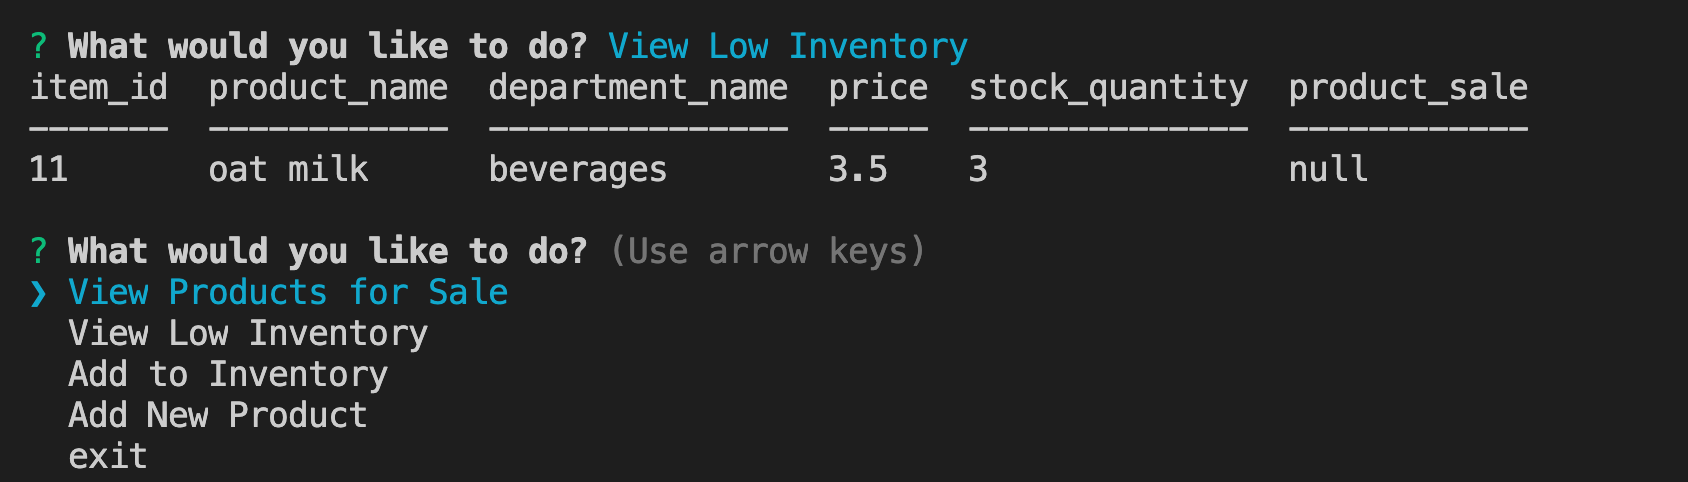 ? What would you like to do? View Low Inventory
item_id  product_name  department_name  price  stock_quantity  product_sale
-------  ------------  ---------------  -----  --------------  ------------
11       oat milk      beverages        3.5    3               null
? What would you like to do? (Use arrow keys)
❯ View Products for Sale
  View Low Inventory
  Add to Inventory
  Add New Product
  exit